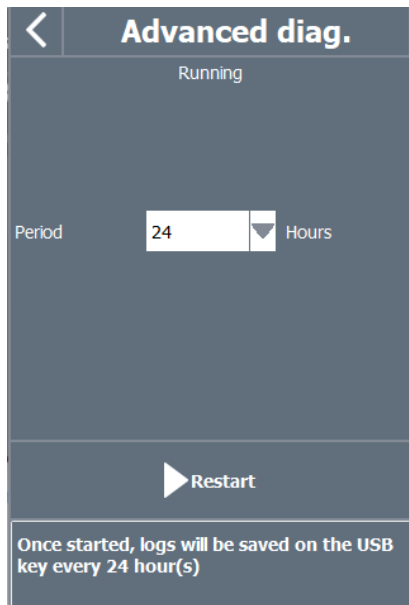 Advanced diag.
Running
Period 24 Hours
Restart
Once started, logs will be saved on the USB
key every 24 hour(s)